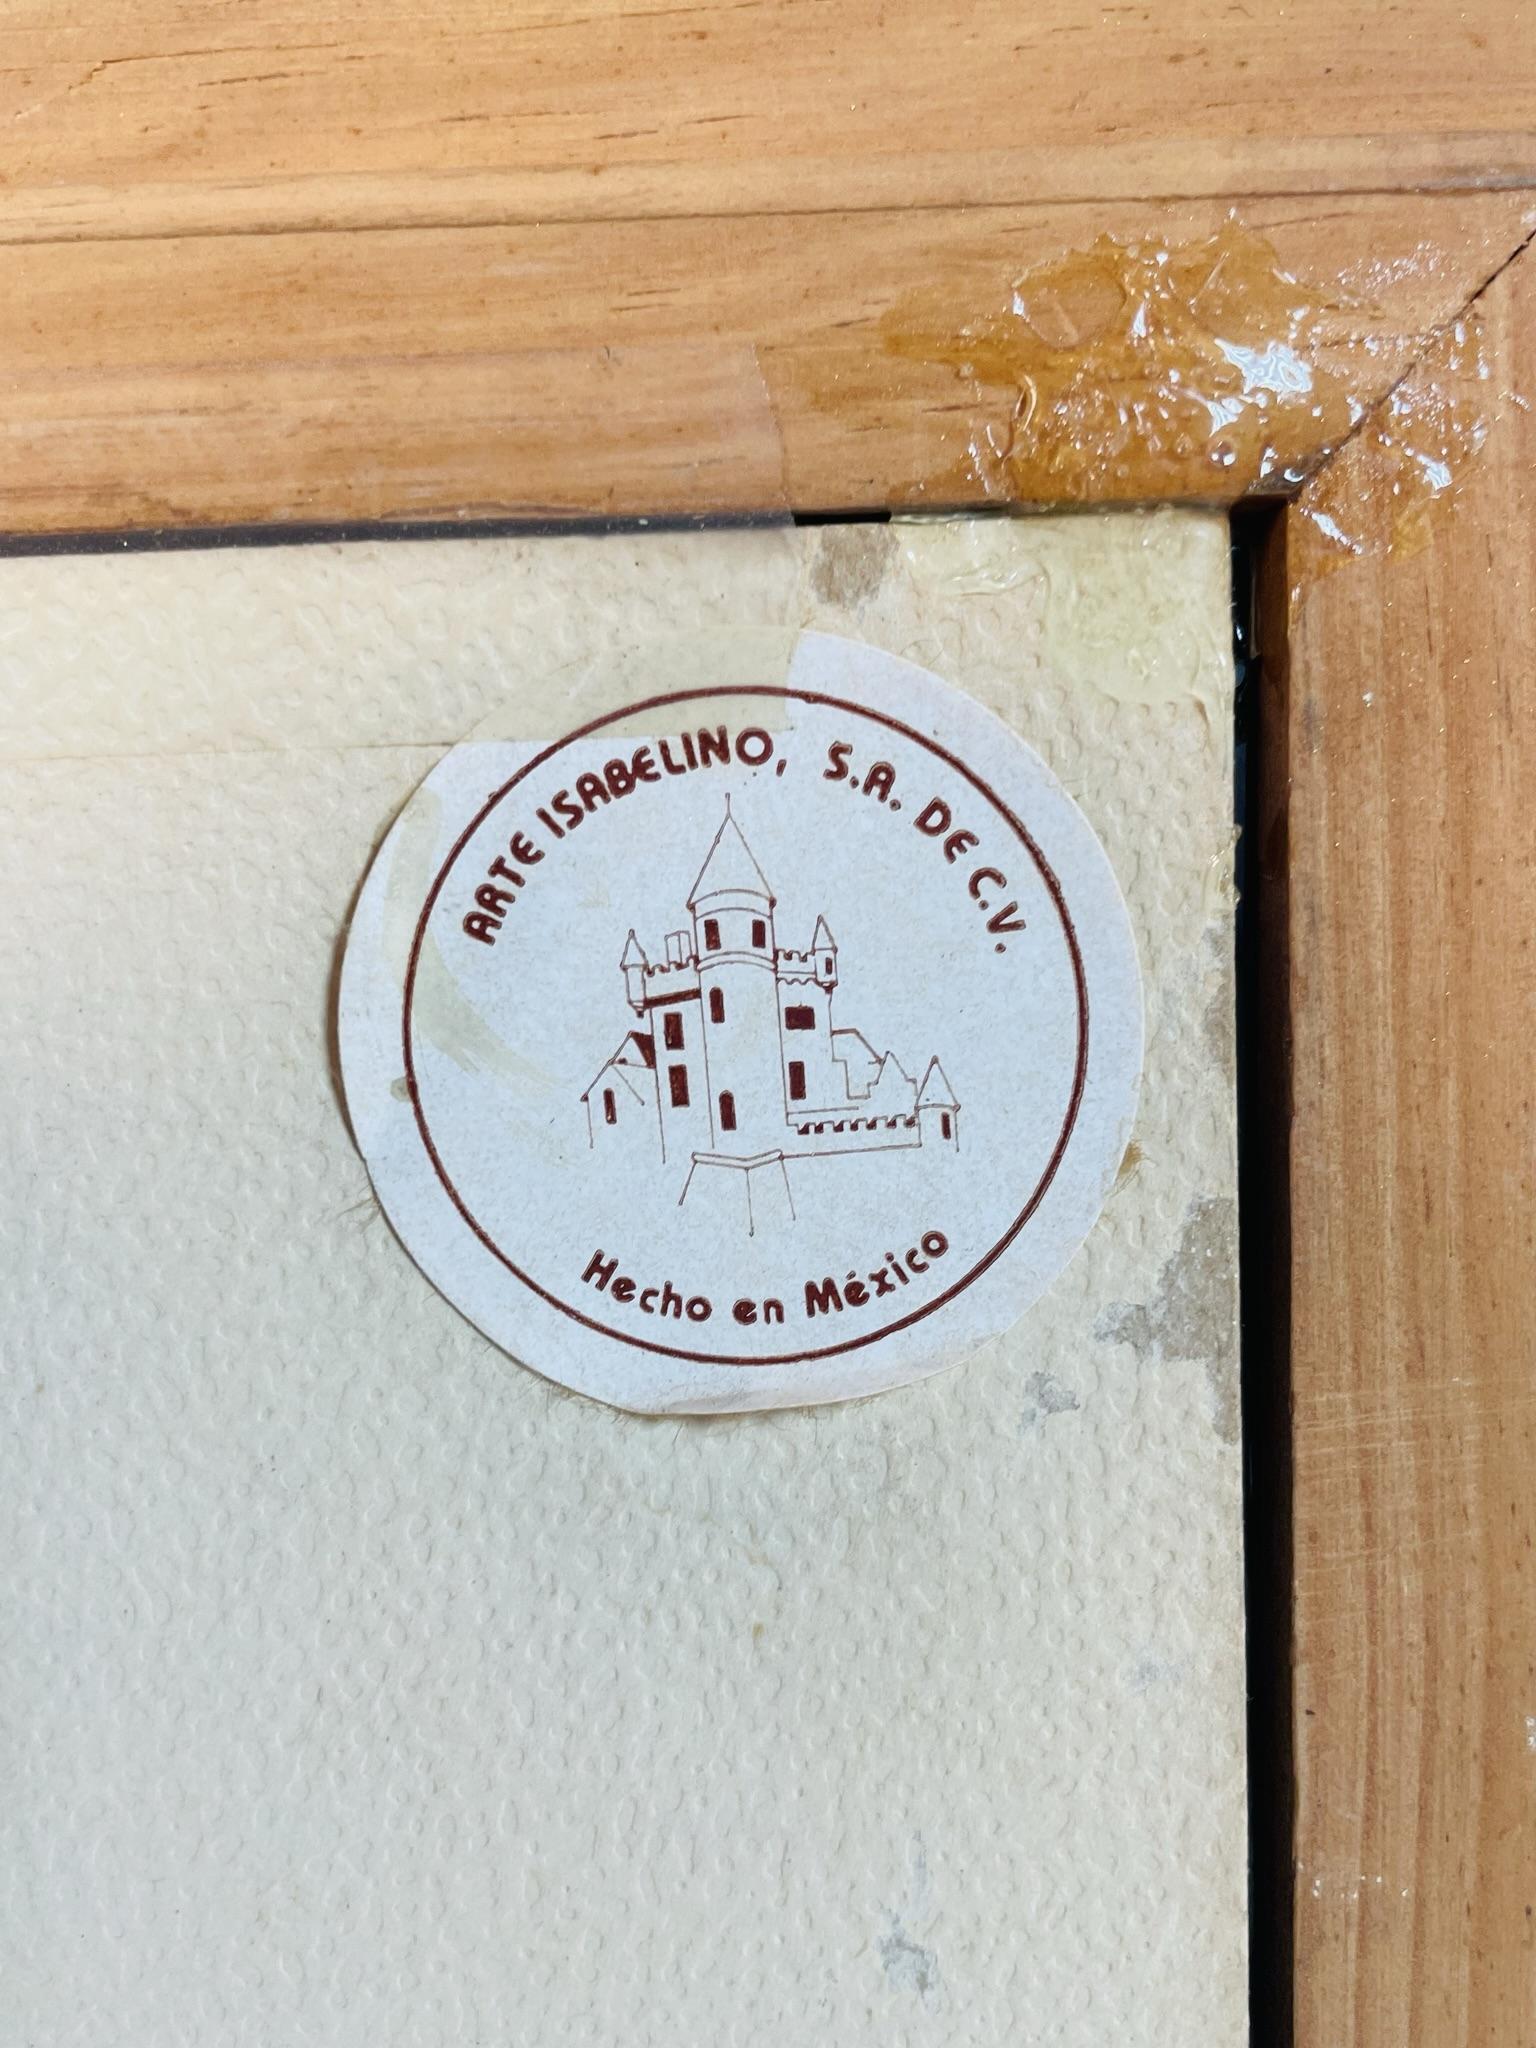 ARTE ISABELINO, S.A. DE C.V.
Hecho en México